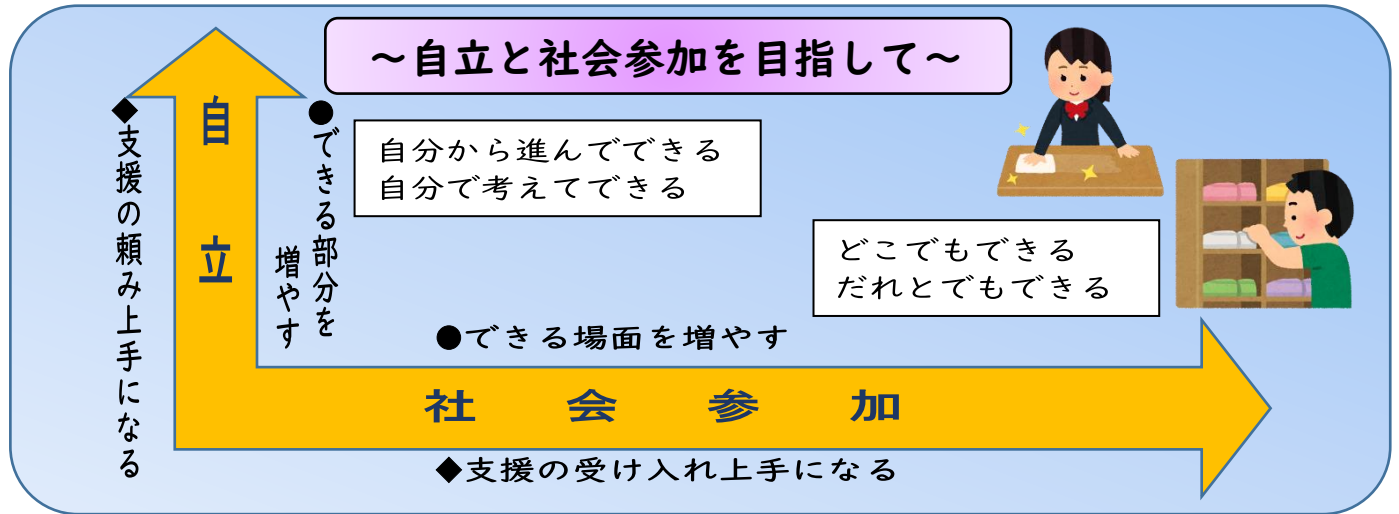 ～自立と社会参加を目指して～
◆支援の頼み上手になる
自立
●できる部分を
増やす
自分から進んでできる
自分で考えてできる
どこでもできる
だれとでもできる
●できる場面を増やす
社会参加
◆支援の受け入れ上手になる